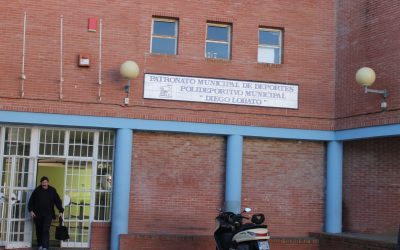 PATRONATO MUNICIPAL DE DEPORTES
POLIDEPORTIVO MUNICIPAL
" DIEGO LOBATO "